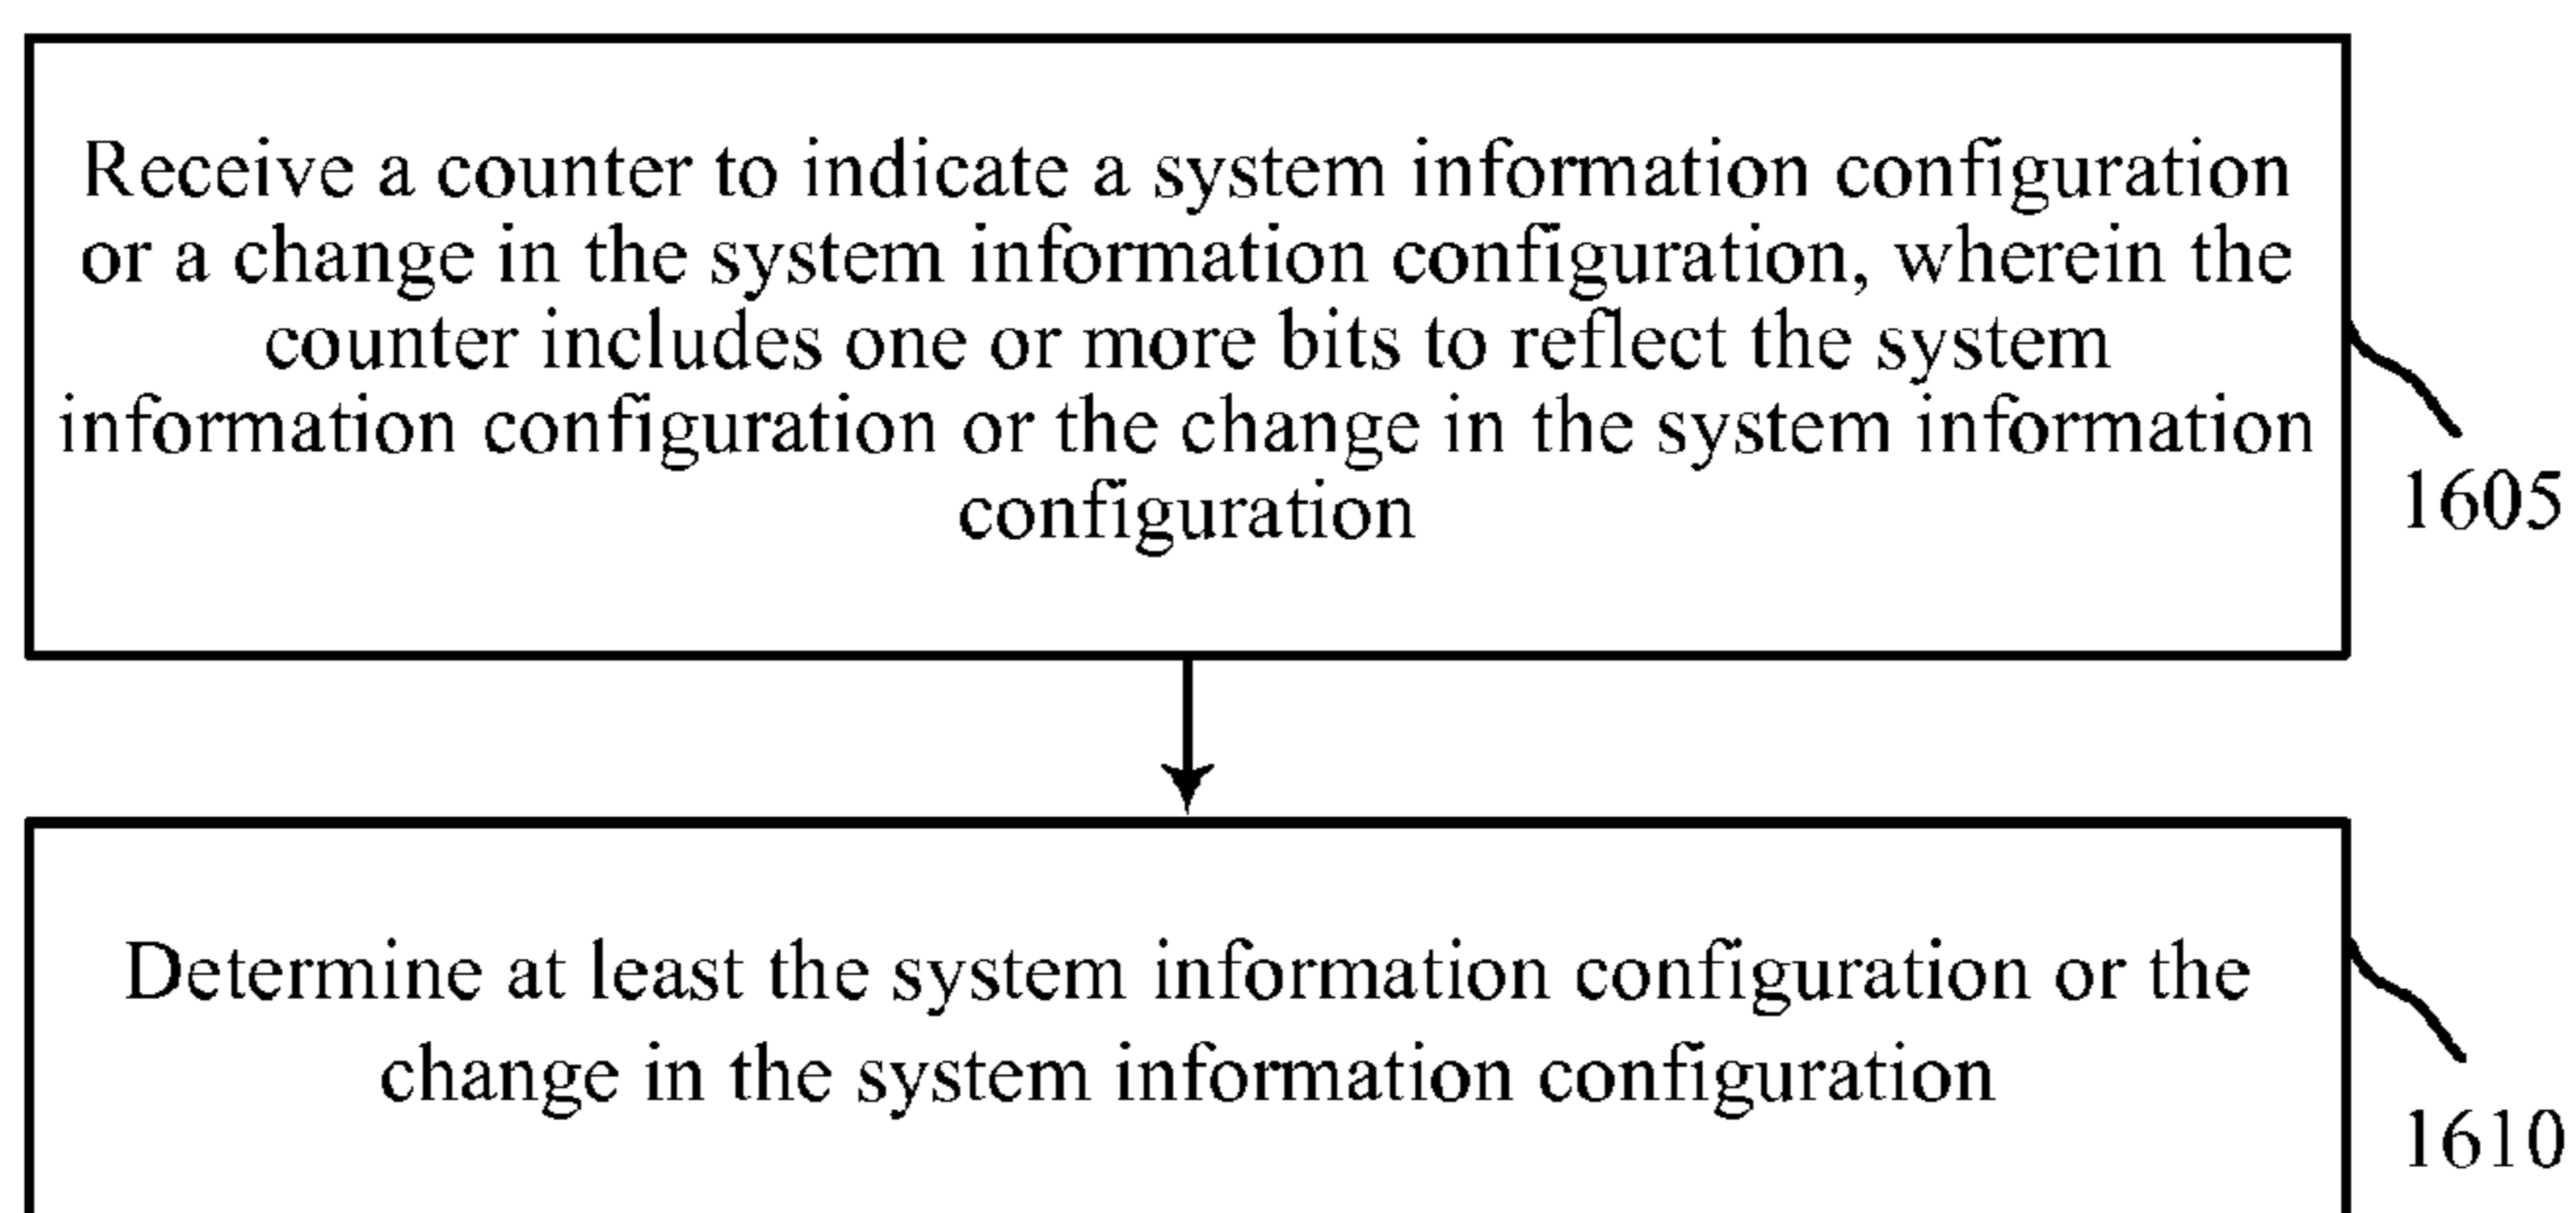 Receive a counter to indicate a system information configuration
or a change in the system information configuration, wherein the
counter includes one or more bits to reflect the system
information configuration or the change in the system information
configuration
1605
Determine at least the system information configuration or the
change in the system information configuration
1610